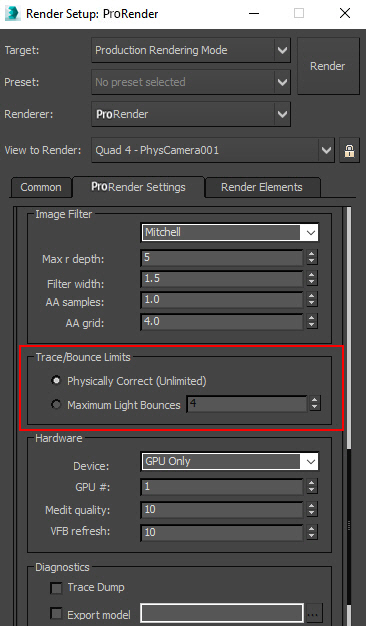 Render Setup: ProRender
Target: Production Rendering Mode
Render
Preset: No preset selected
Renderer: ProRender
View to Render: Quad 4 - PhysCamera001
Common ProRender Settings Render Elements
Image Filter
Mitchell
Max r depth: 5
Filter width: 1.5
AA samples: 1.0
AA grid: 4.0
Trace/Bounce Limits
Physically Correct (Unlimited)
Maximum Light Bounces 4
Hardware
Device: GPU Only
GPU #: 1
Medit quality: 10
VFB refresh: 10
Diagnostics
Trace Dump
Export model ...